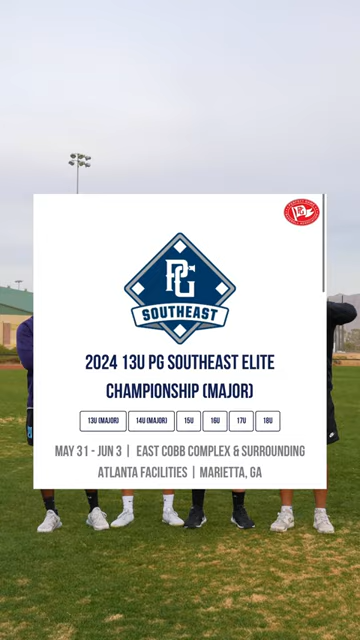 PG
SOUTHEAST
2024 13U PG SOUTHEAST ELITE
CHAMPIONSHIP (MAJOR)
13U (MAJOR) 14U (MAJOR) 15U 16U 17U 18U
MAY 31 - JUN 3 | EAST COBB COMPLEX & SURROUNDING
ATLANTA FACILITIES | MARIETTA, GA